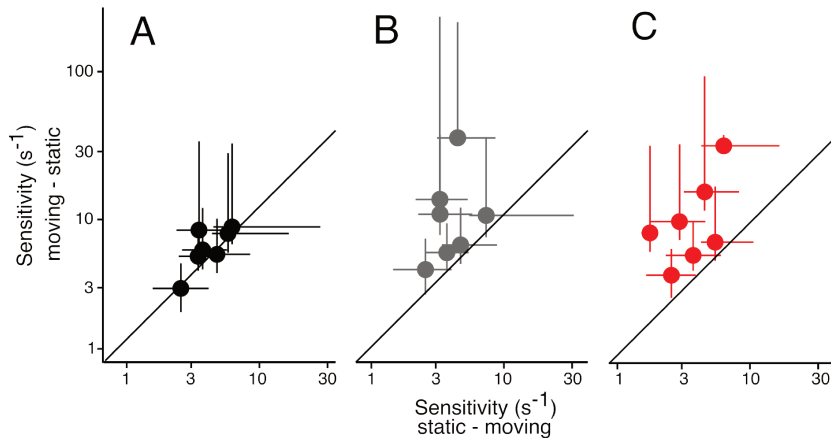 A
B
C
100
30
10
3
1
Sensitivity (s⁻¹)
moving - static
1 3 10 30
1 3 10 30
1 3 10 30
Sensitivity (s⁻¹)
static - moving